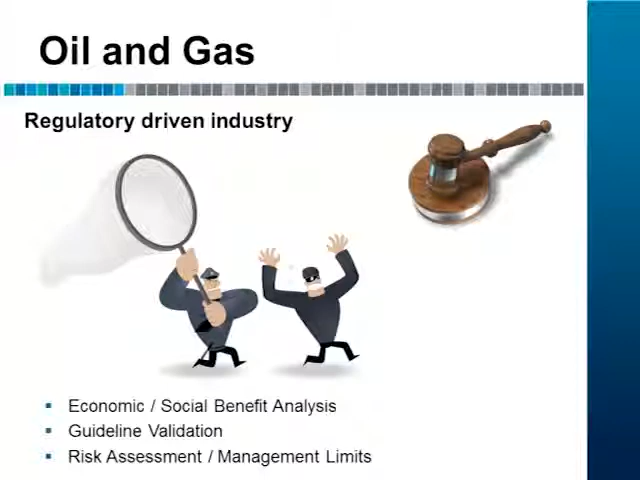 Oil and Gas
Regulatory driven industry
Economic / Social Benefit Analysis
Guideline Validation
Risk Assessment / Management Limits